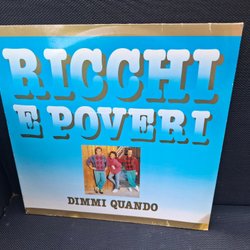 RICCHI
E POVERI
DIMMI QUANDO